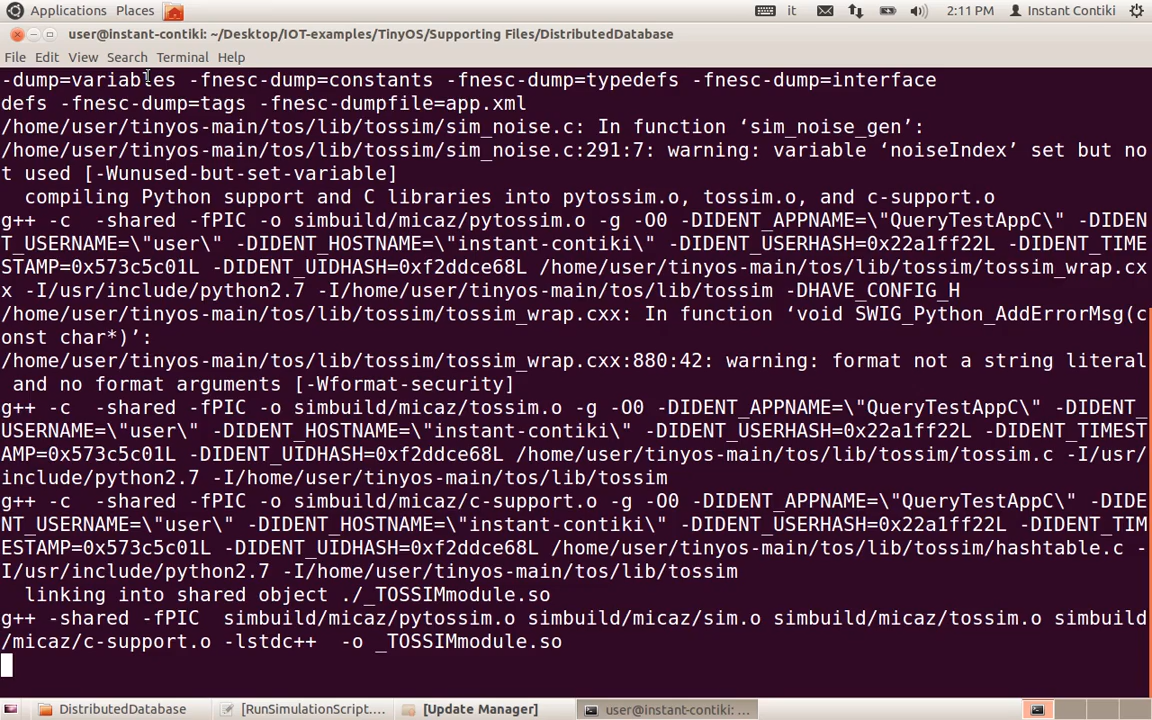 Applications Places it 2:11 PM Instant Contiki
user@instant-contiki: ~/Desktop/IOT-examples/TinyOS/Supporting Files/DistributedDatabase
File Edit View Search Terminal Help
-dump=variables -fnesc-dump=constants -fnesc-dump=typedefs -fnesc-dump=interface
defs -fnesc-dump=tags -fnesc-dumpfile=app.xml
/home/user/tinyos-main/tos/lib/tossim/sim_noise.c: In function ‘sim_noise_gen’:
/home/user/tinyos-main/tos/lib/tossim/sim_noise.c:291:7: warning: variable ‘noiseIndex’ set but no
t used [-Wunused-but-set-variable]
  compiling Python support and C libraries into pytossim.o, tossim.o, and c-support.o
g++ -c  -shared -fPIC -o simbuild/micaz/pytossim.o -g -O0 -DIDENT_APPNAME=\"QueryTestAppC\" -DIDEN
T_USERNAME=\"user\" -DIDENT_HOSTNAME=\"instant-contiki\" -DIDENT_USERHASH=0x22a1ff22L -DIDENT_TIME
STAMP=0x573c5c01L -DIDENT_UIDHASH=0xf2ddce68L /home/user/tinyos-main/tos/lib/tossim/tossim_wrap.cx
x -I/usr/include/python2.7 -I/home/user/tinyos-main/tos/lib/tossim -DHAVE_CONFIG_H
/home/user/tinyos-main/tos/lib/tossim/tossim_wrap.cxx: In function ‘void SWIG_Python_AddErrorMsg(c
onst char*)’:
/home/user/tinyos-main/tos/lib/tossim/tossim_wrap.cxx:880:42: warning: format not a string literal
 and no format arguments [-Wformat-security]
g++ -c  -shared -fPIC -o simbuild/micaz/tossim.o -g -O0 -DIDENT_APPNAME=\"QueryTestAppC\" -DIDENT_
USERNAME=\"user\" -DIDENT_HOSTNAME=\"instant-contiki\" -DIDENT_USERHASH=0x22a1ff22L -DIDENT_TIMEST
AMP=0x573c5c01L -DIDENT_UIDHASH=0xf2ddce68L /home/user/tinyos-main/tos/lib/tossim/tossim.c -I/usr/
include/python2.7 -I/home/user/tinyos-main/tos/lib/tossim
g++ -c  -shared -fPIC -o simbuild/micaz/c-support.o -g -O0 -DIDENT_APPNAME=\"QueryTestAppC\" -DIDE
NT_USERNAME=\"user\" -DIDENT_HOSTNAME=\"instant-contiki\" -DIDENT_USERHASH=0x22a1ff22L -DIDENT_TIM
ESTAMP=0x573c5c01L -DIDENT_UIDHASH=0xf2ddce68L /home/user/tinyos-main/tos/lib/tossim/hashtable.c -
I/usr/include/python2.7 -I/home/user/tinyos-main/tos/lib/tossim
  linking into shared object ./_TOSSIMmodule.so
g++ -shared -fPIC  simbuild/micaz/pytossim.o simbuild/micaz/sim.o simbuild/micaz/tossim.o simbuild
/micaz/c-support.o -lstdc++  -o _TOSSIMmodule.so
DistributedDatabase [RunSimulationScript.... [Update Manager] user@instant-contiki: ...